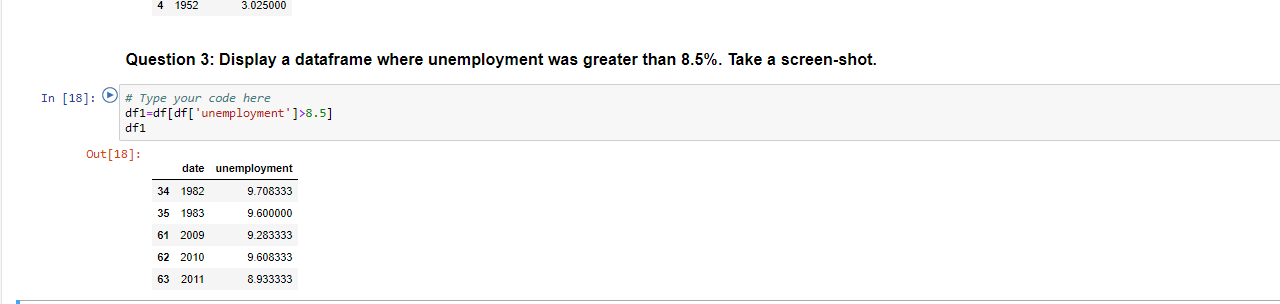 4 1952 3.025000
Question 3: Display a dataframe where unemployment was greater than 8.5%. Take a screen-shot.
In [18]: # Type your code here
df1=df[df['unemployment']>8.5]
df1
Out[18]:
date unemployment
34 1982 9.708333
35 1983 9.600000
61 2009 9.283333
62 2010 9.608333
63 2011 8.933333